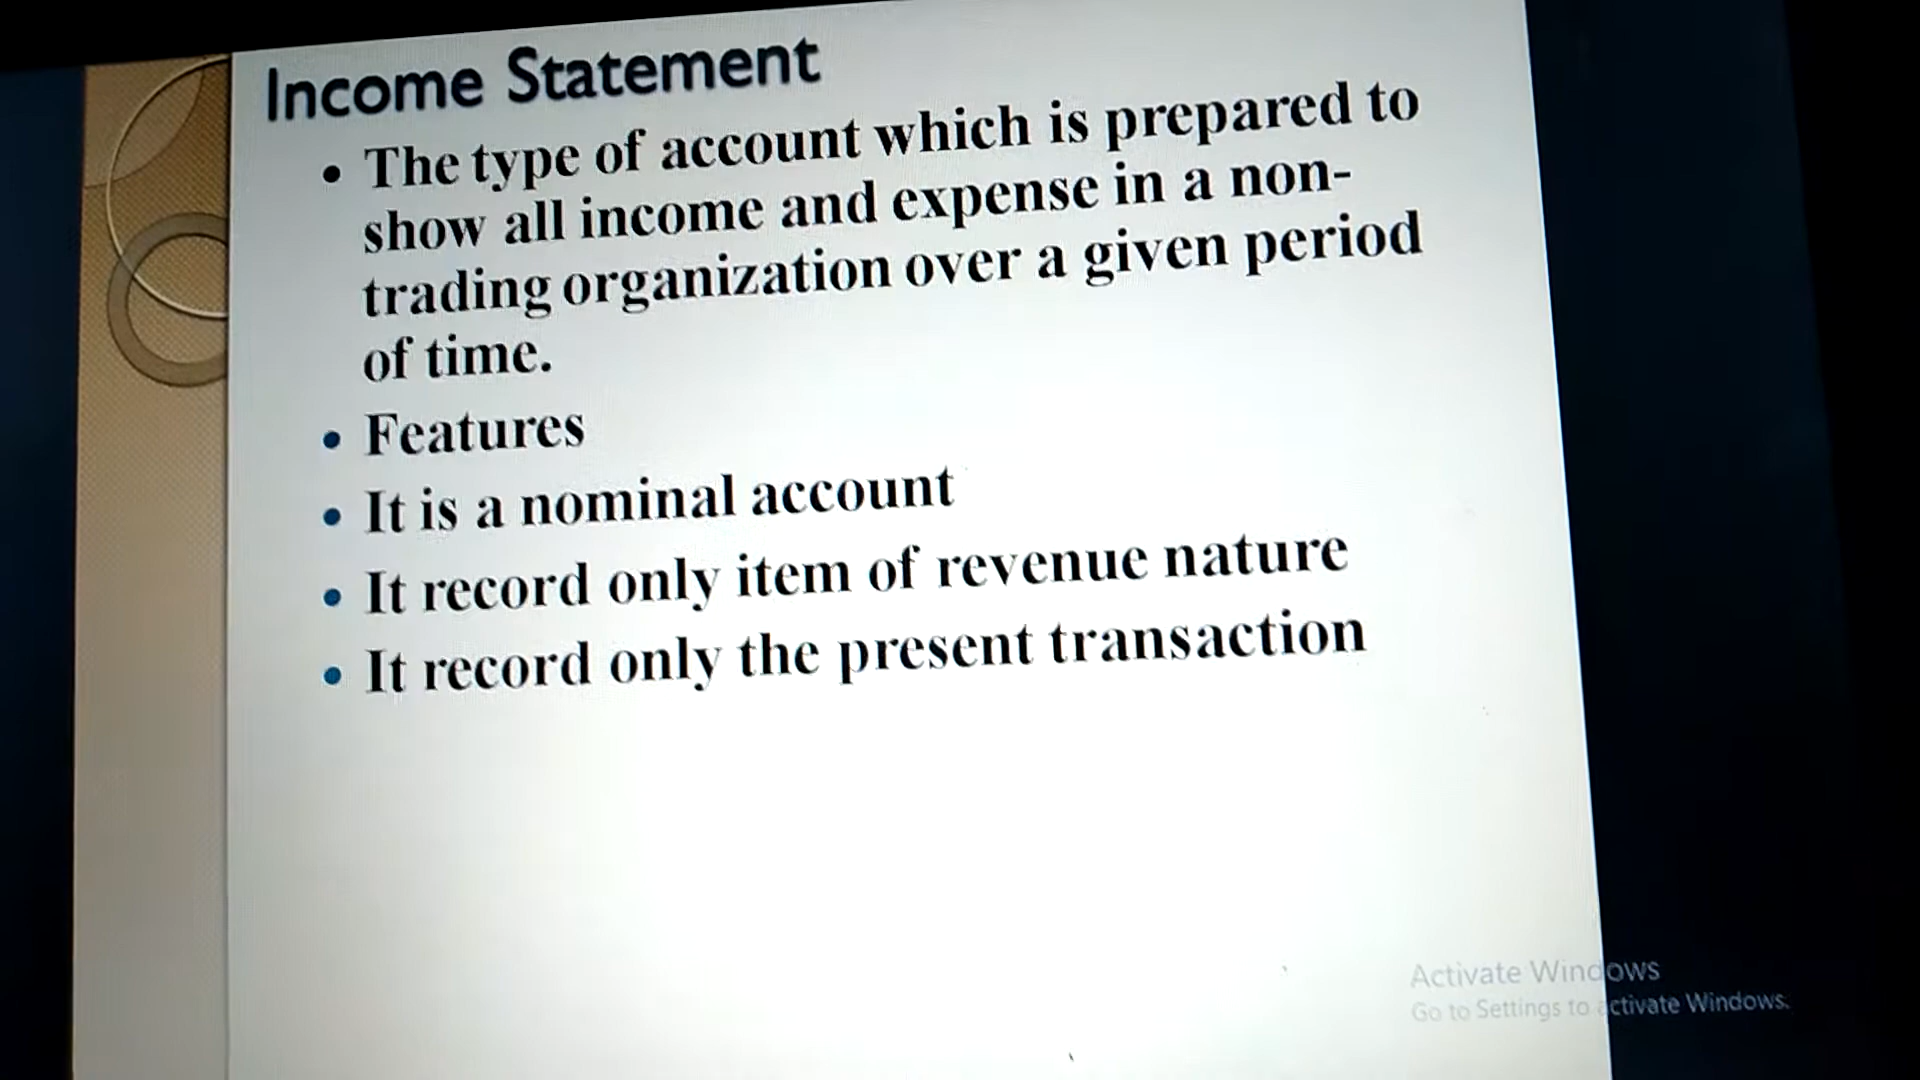 Income Statement
• The type of account which is prepared to
show all income and expense in a non-
trading organization over a given period
of time.
• Features
• It is a nominal account
• It record only item of revenue nature
• It record only the present transaction
Activate Windows
Go to Settings to activate Windows.